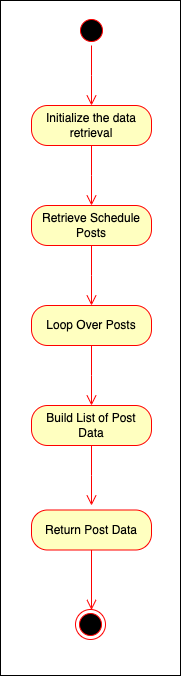 Initialize the data
retrieval
Retrieve Schedule
Posts
Loop Over Posts
Build List of Post
Data
Return Post Data